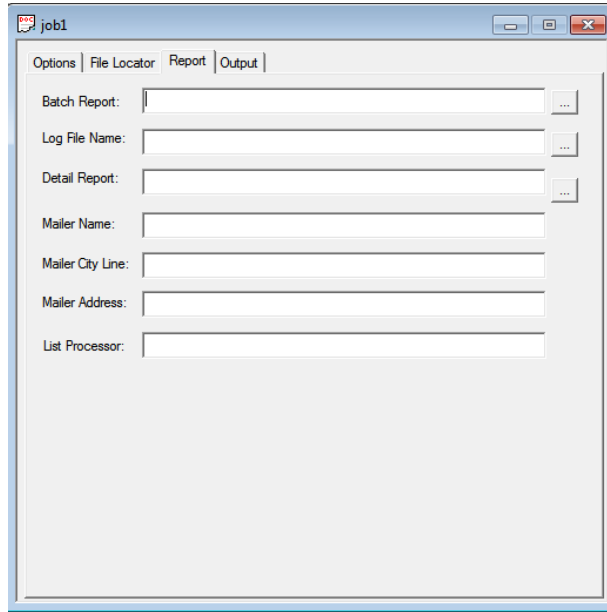 job1
Options File Locator Report Output
Batch Report: ...
Log File Name: ...
Detail Report: ...
Mailer Name:
Mailer City Line:
Mailer Address:
List Processor: